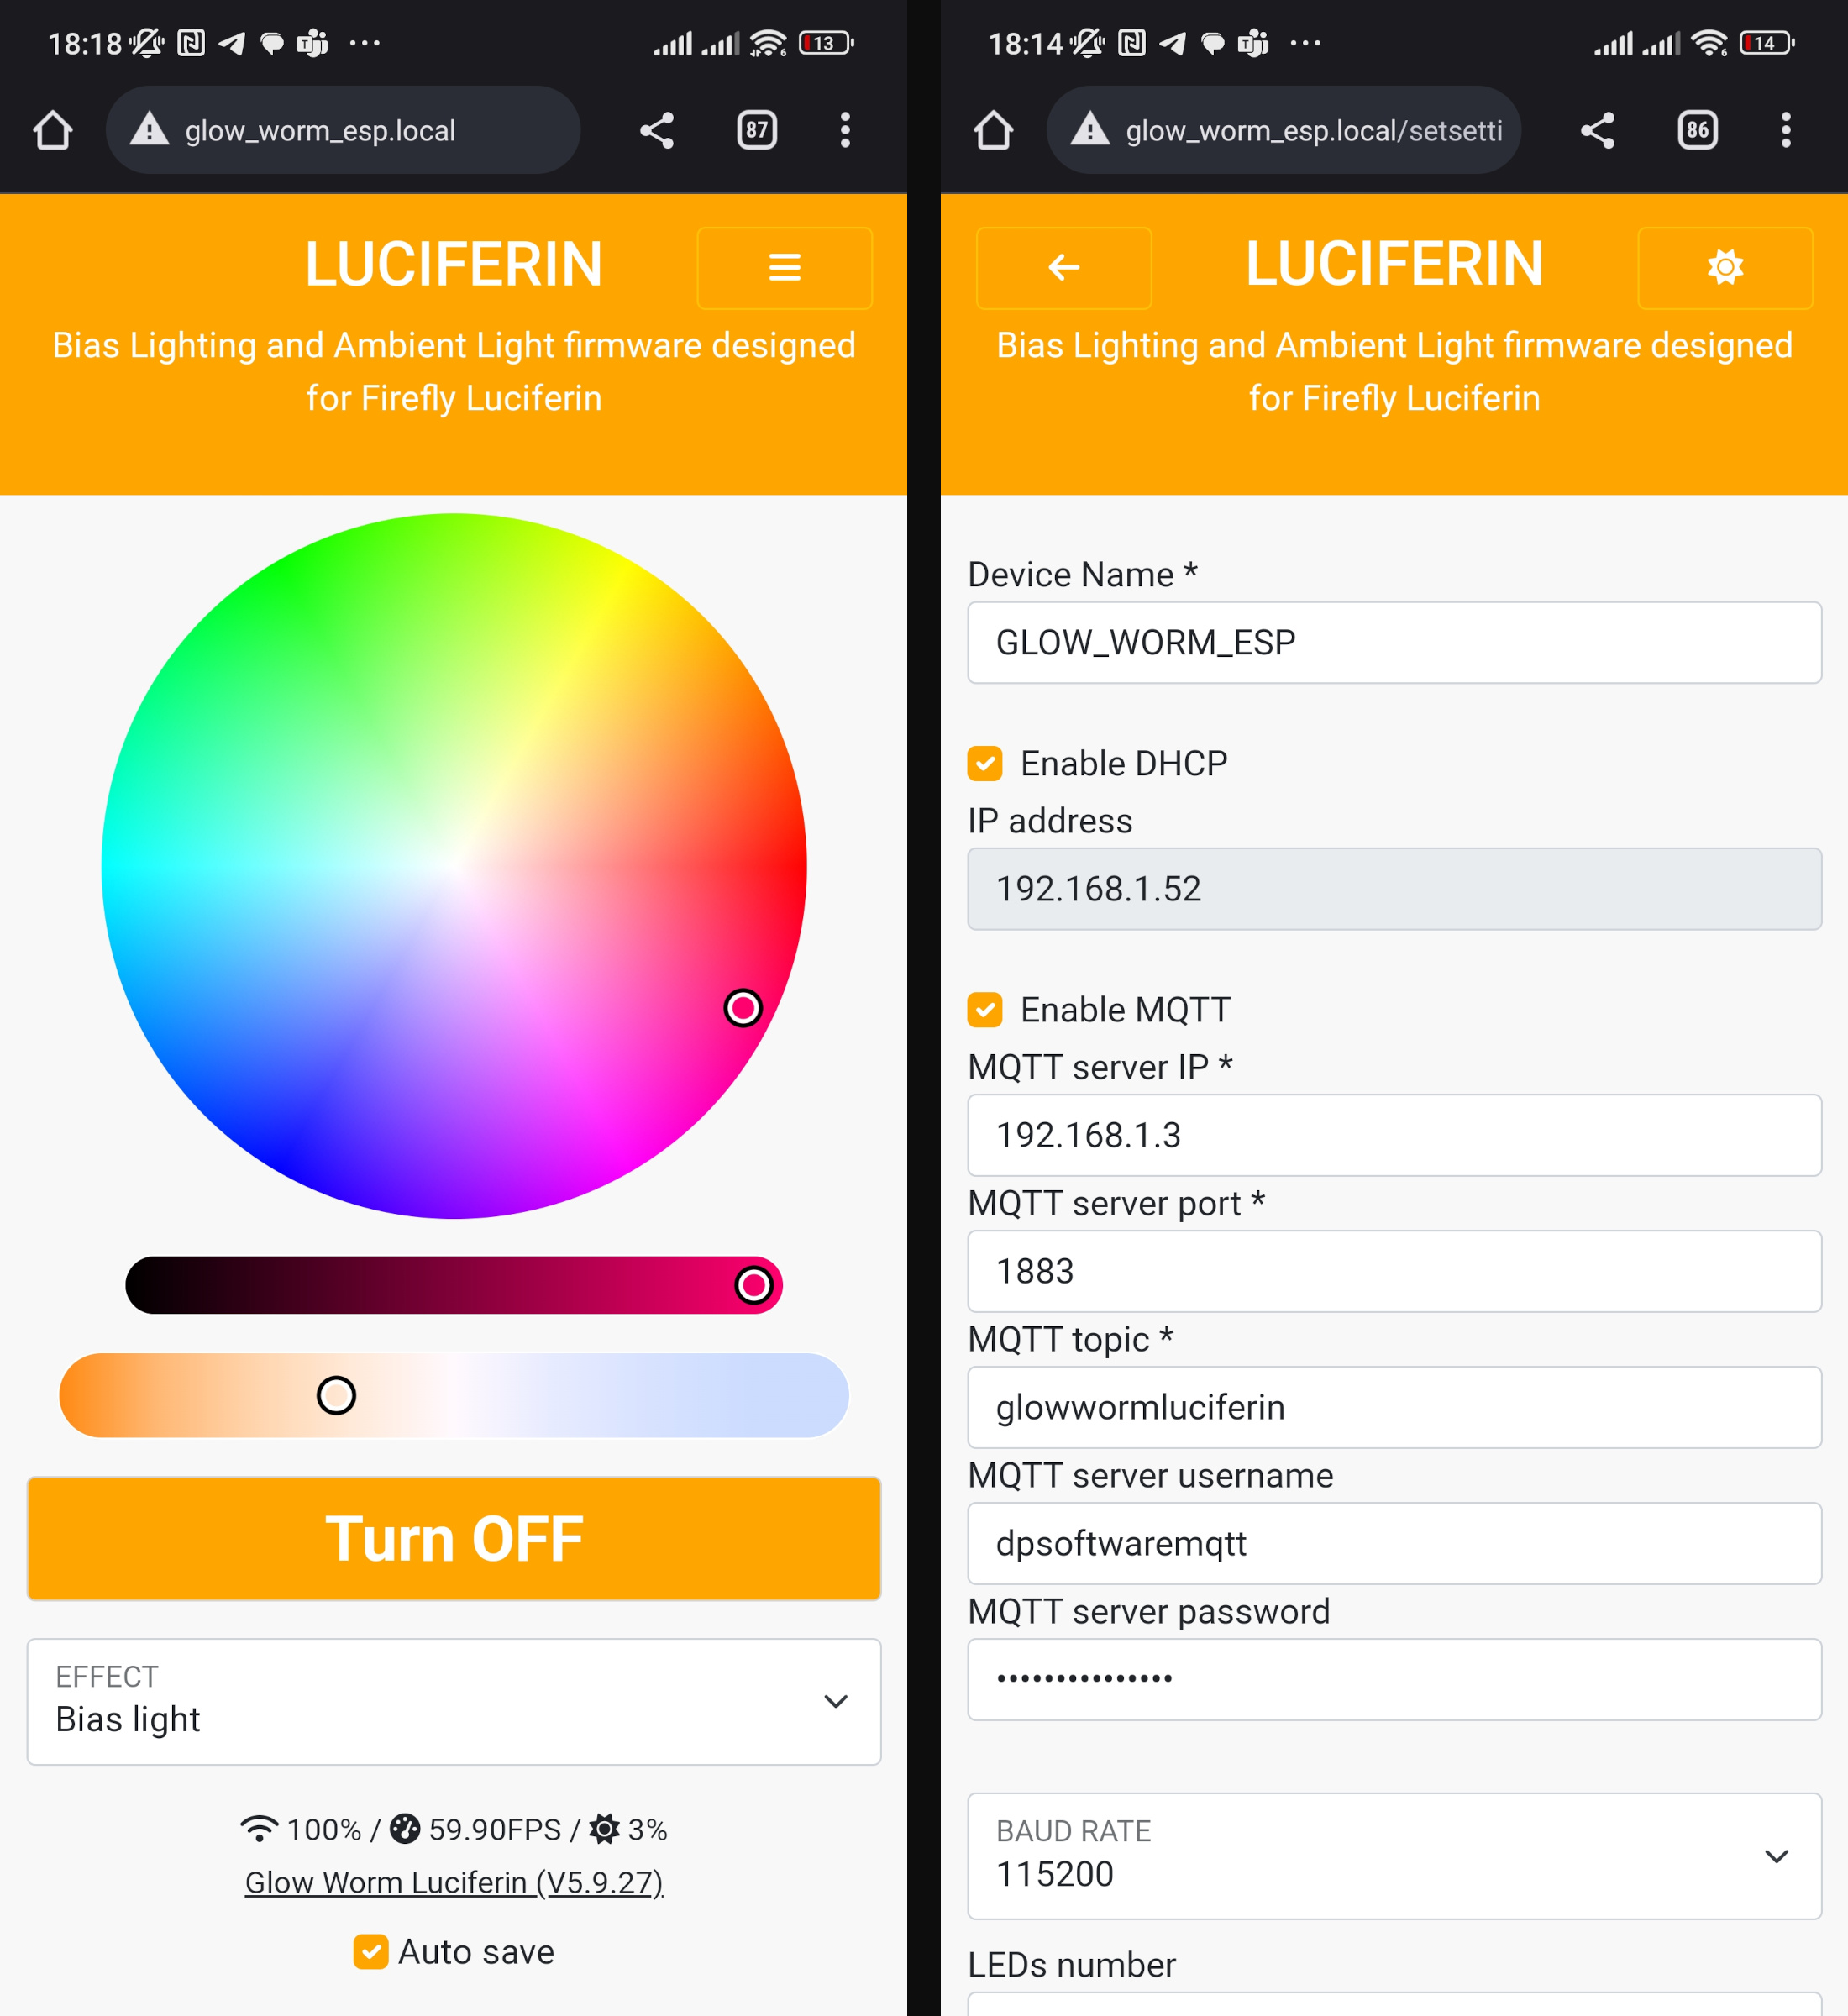 18:18
13
glow_worm_esp.local
87
LUCIFERIN
Bias Lighting and Ambient Light firmware designed
for Firefly Luciferin
Turn OFF
EFFECT
Bias light
100% / 59.90FPS / 3%
Glow Worm Luciferin (V5.9.27)
Auto save
18:14
14
glow_worm_esp.local/setsetti
86
LUCIFERIN
Bias Lighting and Ambient Light firmware designed
for Firefly Luciferin
Device Name *
GLOW_WORM_ESP
Enable DHCP
IP address
192.168.1.52
Enable MQTT
MQTT server IP *
192.168.1.3
MQTT server port *
1883
MQTT topic *
glowwormluciferin
MQTT server username
dpsoftwaremqtt
MQTT server password
•••••••••••••••
BAUD RATE
115200
LEDs number